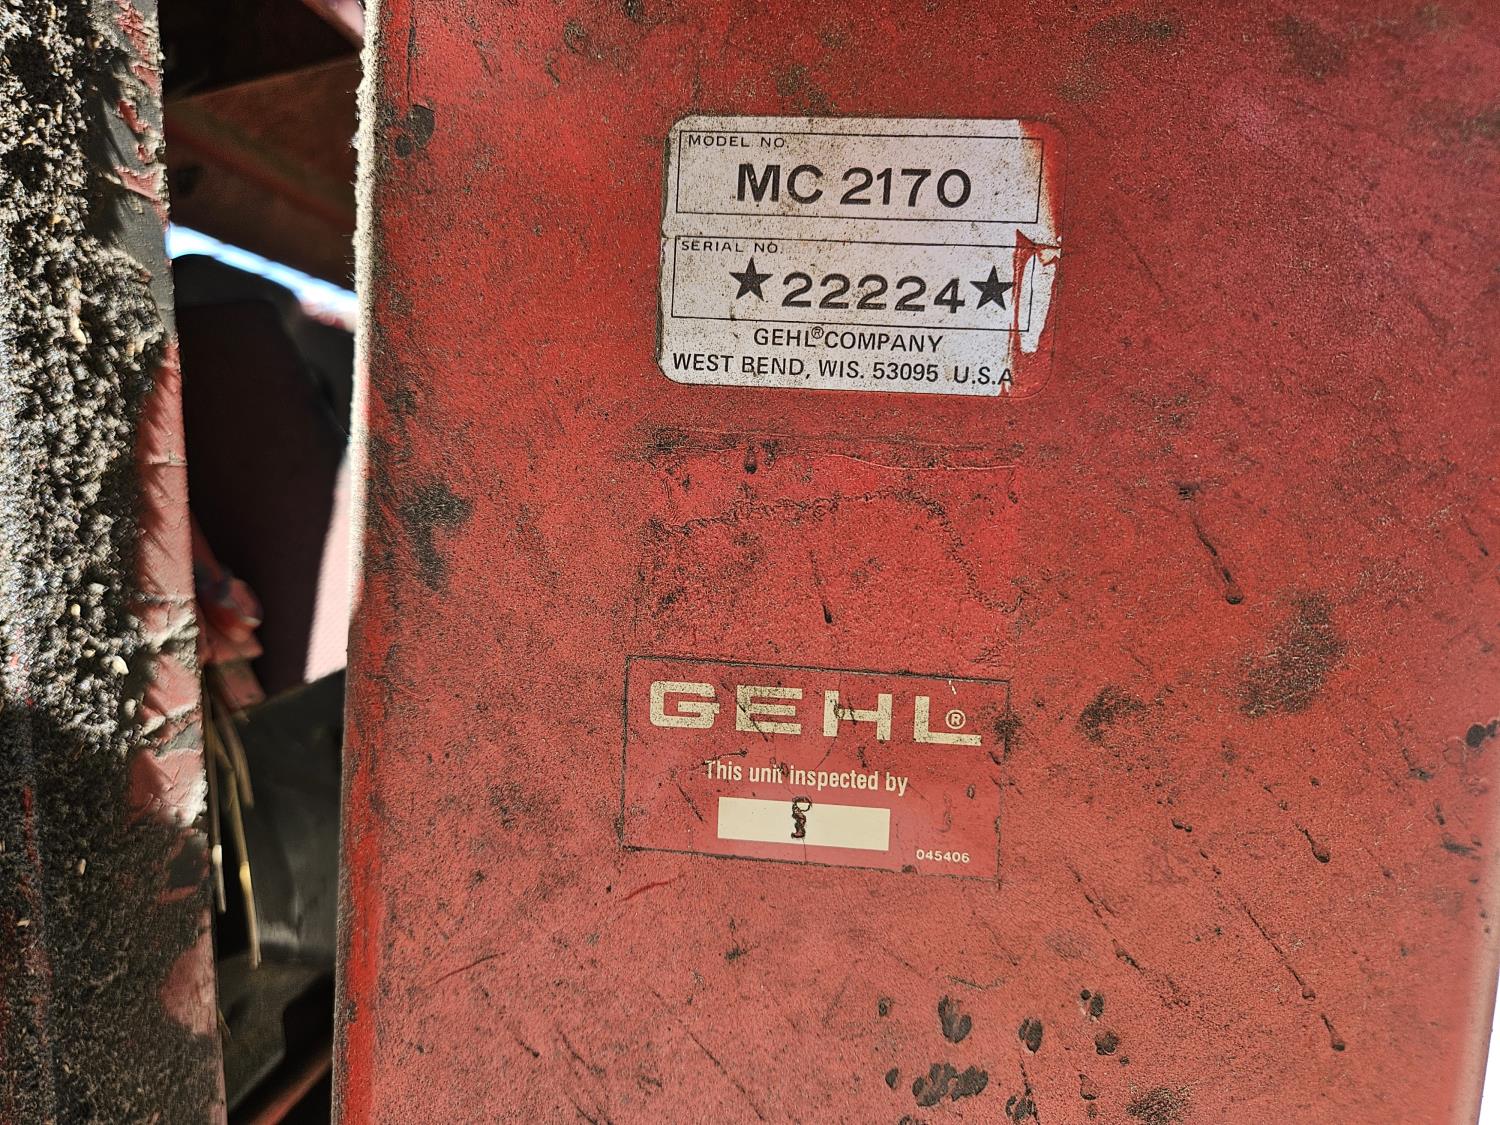 MODEL NO.
MC 2170
SERIAL NO.
★22224★
GEHL® COMPANY
WEST BEND, WIS. 53095 U.S.A
GEHL®
This unit inspected by
045406